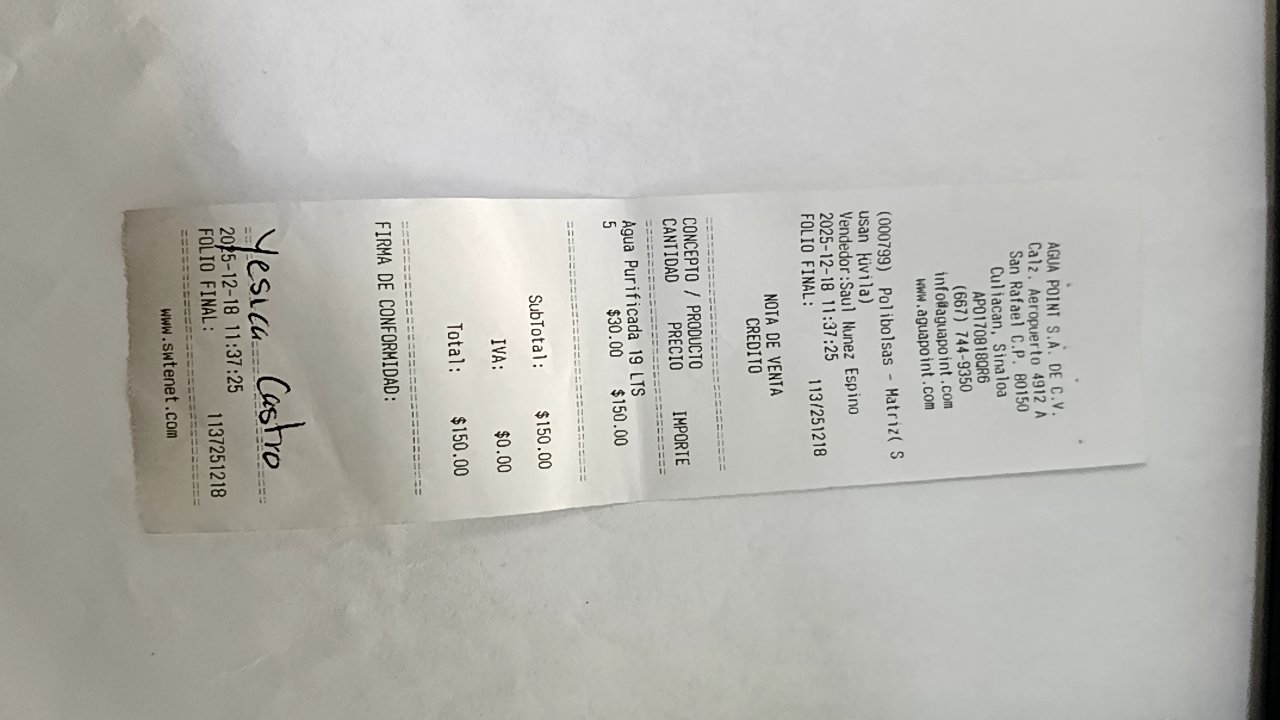 AGUA POINT S.A. DE C.V.
Calz. Aeropuerto 4912 A
San Rafael C.P. 80150
Culiacan, Sinaloa
APO170818QR6
(667) 744-9350
info@aguapoint.com
www.aguapoint.com
((000799) Polibolsas - Matriz( S
usan Rivila)
Vendedor:Saul Nunez Espino
2025-12-18 11:37:25
FOLIO FINAL: 1137251218
NOTA DE VENTA
CREDITO
CONCEPTO / PRODUCTO
CANTIDAD PRECIO IMPORTE
Agua Purificada 19 LTS
5 $30.00 $150.00
SubTotal: $150.00
IVA: $0.00
Total: $150.00
FIRMA DE CONFORMIDAD:
Yesica Castro
2025-12-18 11:37:25
FOLIO FINAL: 1137251218
www.swtenet.com